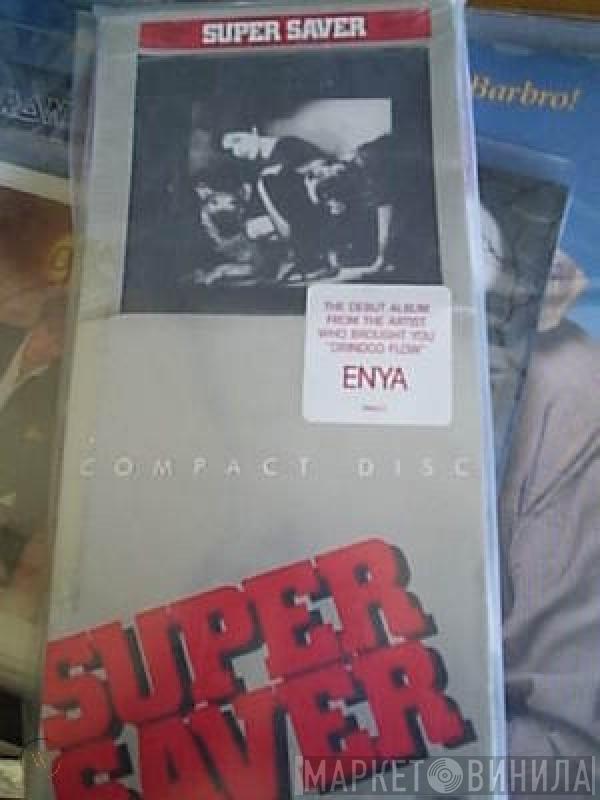 SUPER SAVER
Barbro!
THE DEBUT ALBUM
FROM THE ARTIST
WHO BROUGHT YOU
"ORINOCO FLOW"
ENYA
COMPACT DISC
SUPER
SAVER
МАРКЕТ ВИНИЛА